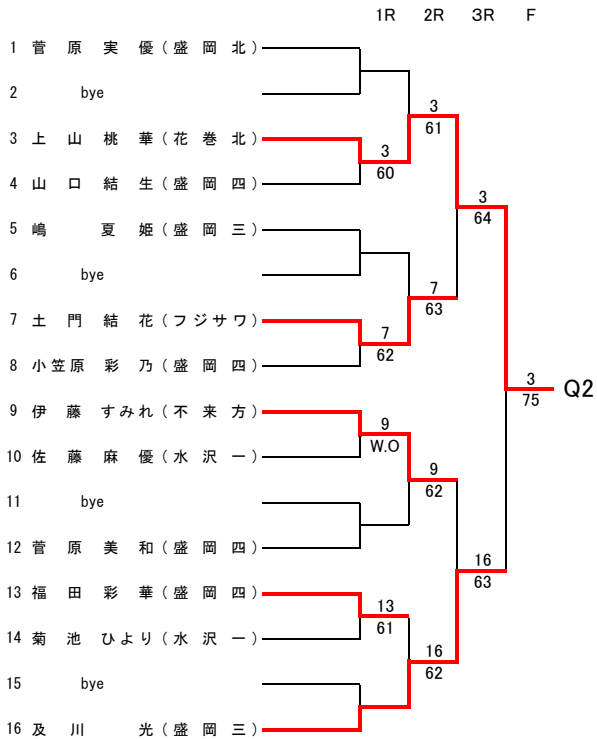 1R 2R 3R F
1 菅原実優(盛岡北)
2 bye
3
61
3 上山桃華(花巻北)
3
60
4 山口結生(盛岡四)
3
64
5 嶋 夏姫(盛岡三)
6 bye
7
63
7 土門結花(フジサワ)
7
62
8 小笠原彩乃(盛岡四)
3
75
Q2
9 伊藤すみれ(不来方)
9
W.O
10 佐藤麻優(水沢一)
9
62
11 bye
12 菅原美和(盛岡四)
16
63
13 福田彩華(盛岡四)
13
61
14 菊池ひより(水沢一)
16
62
15 bye
16 及川 光(盛岡三)